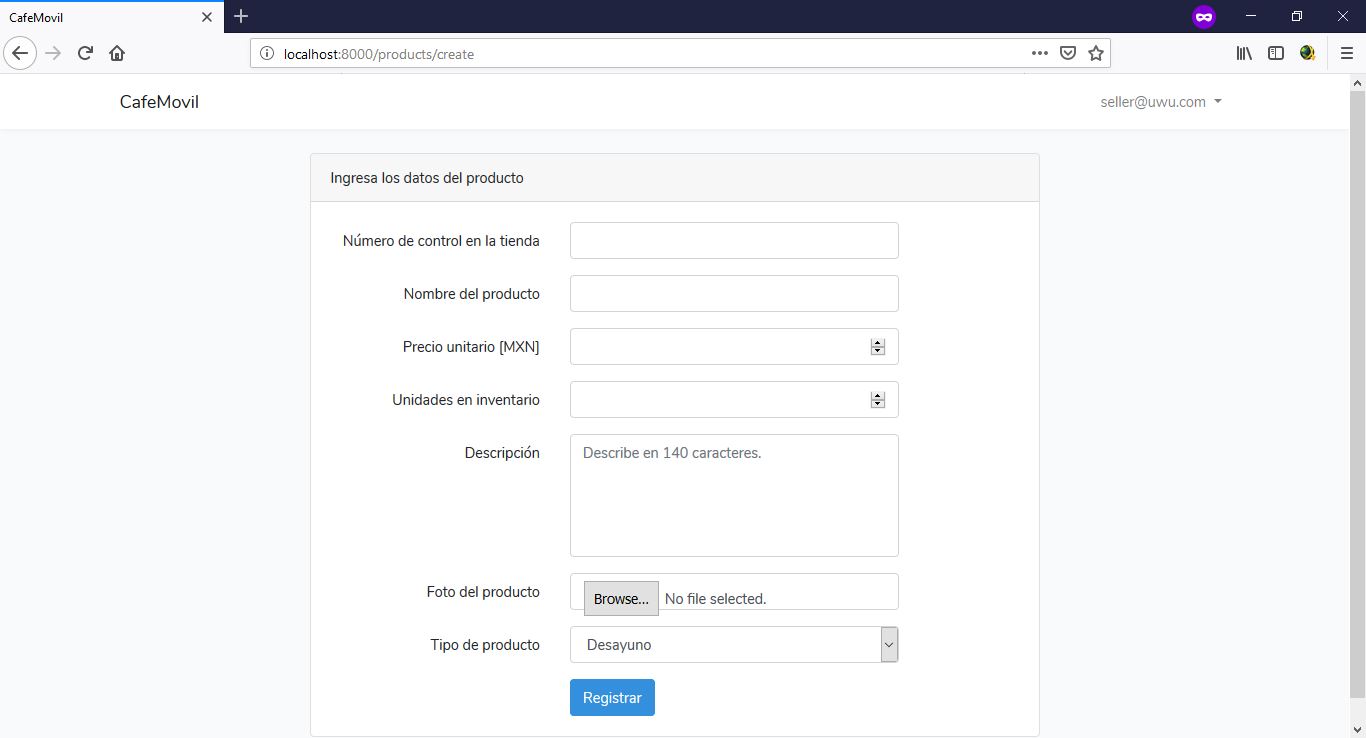 CafeMovil
localhost:8000/products/create
CafeMovil
seller@uwu.com
Ingresa los datos del producto
Número de control en la tienda
Nombre del producto
Precio unitario [MXN]
Unidades en inventario
Descripción
Describe en 140 caracteres.
Foto del producto
Browse... No file selected.
Tipo de producto
Desayuno
Registrar